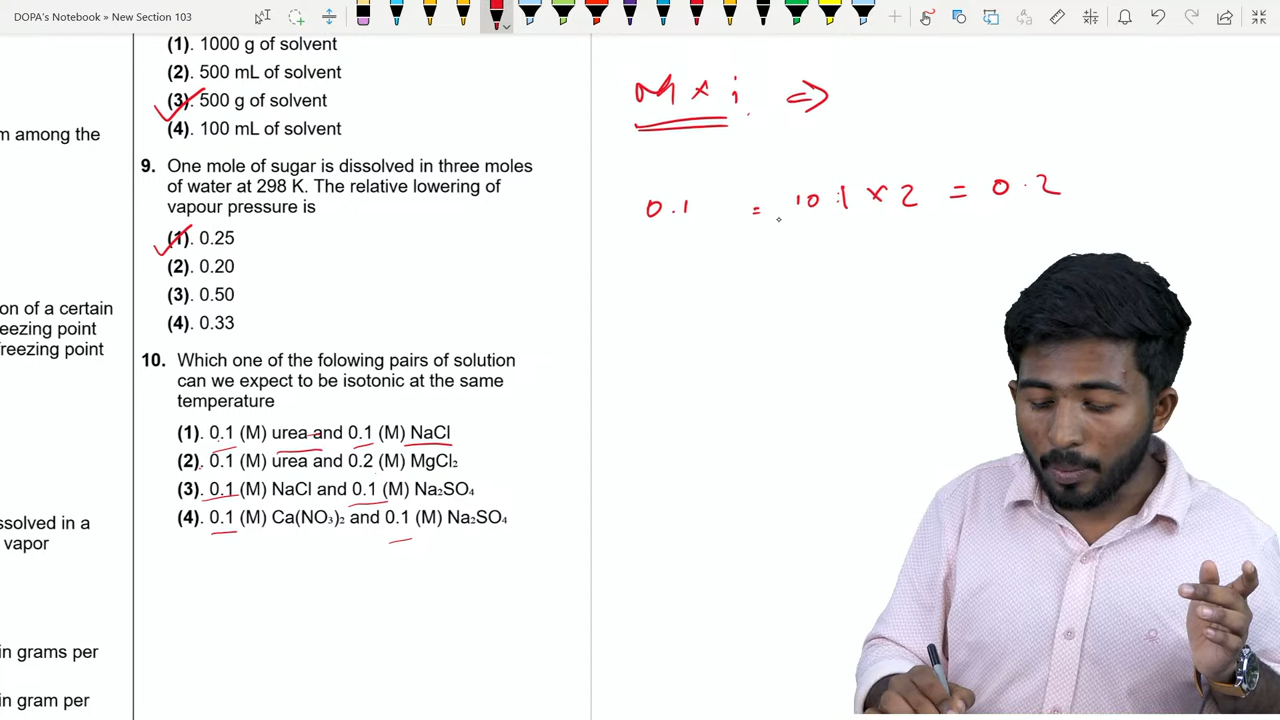 DOPA's Notebook » New Section 103
(1). 1000 g of solvent
(2). 500 mL of solvent
(3). 500 g of solvent
(4). 100 mL of solvent
9. One mole of sugar is dissolved in three moles
of water at 298 K. The relative lowering of
vapour pressure is
(1). 0.25
(2). 0.20
(3). 0.50
(4). 0.33
10. Which one of the folowing pairs of solution
can we expect to be isotonic at the same
temperature
(1). 0.1 (M) urea and 0.1 (M) NaCl
(2). 0.1 (M) urea and 0.2 (M) MgCl₂
(3). 0.1 (M) NaCl and 0.1 (M) Na₂SO₄
(4). 0.1 (M) Ca(NO₃)₂ and 0.1 (M) Na₂SO₄
m among the
on of a certain
eezing point
freezing point
ssolved in a
vapor
in grams per
in gram per
M × i ⇒
0.1 = 0.1 × 2 = 0.2